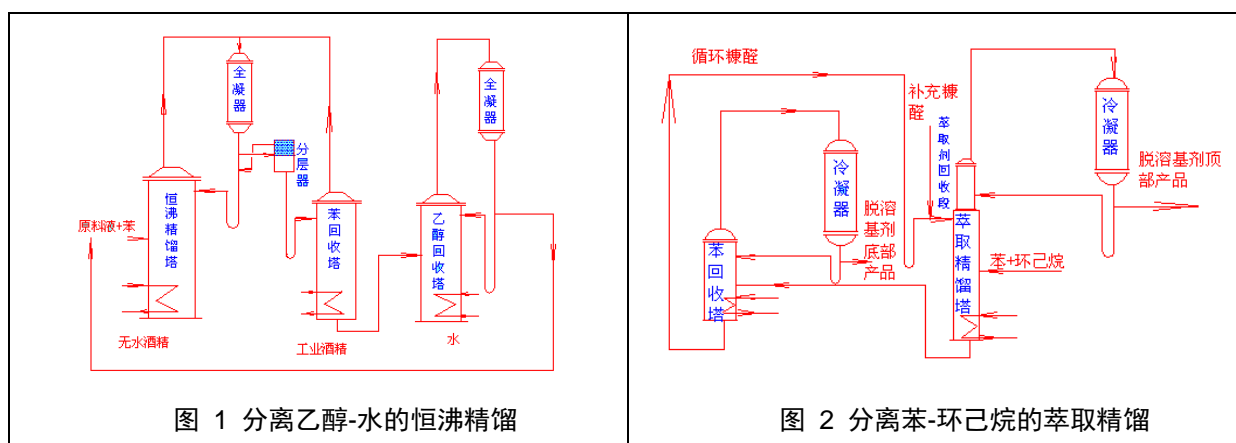 全凝器
分层器
恒沸精馏塔
原料液+苯
苯回收塔
无水酒精
工业酒精
全凝器
乙醇回收塔
水
图 1 分离乙醇-水的恒沸精馏
循环糠醛
补充糠
醛
萃取剂回收段
冷凝器
脱溶基剂顶
部产品
冷凝器
脱溶
基剂
底部
产品
苯回收塔
萃取精馏塔
苯+环己烷
图 2 分离苯-环己烷的萃取精馏